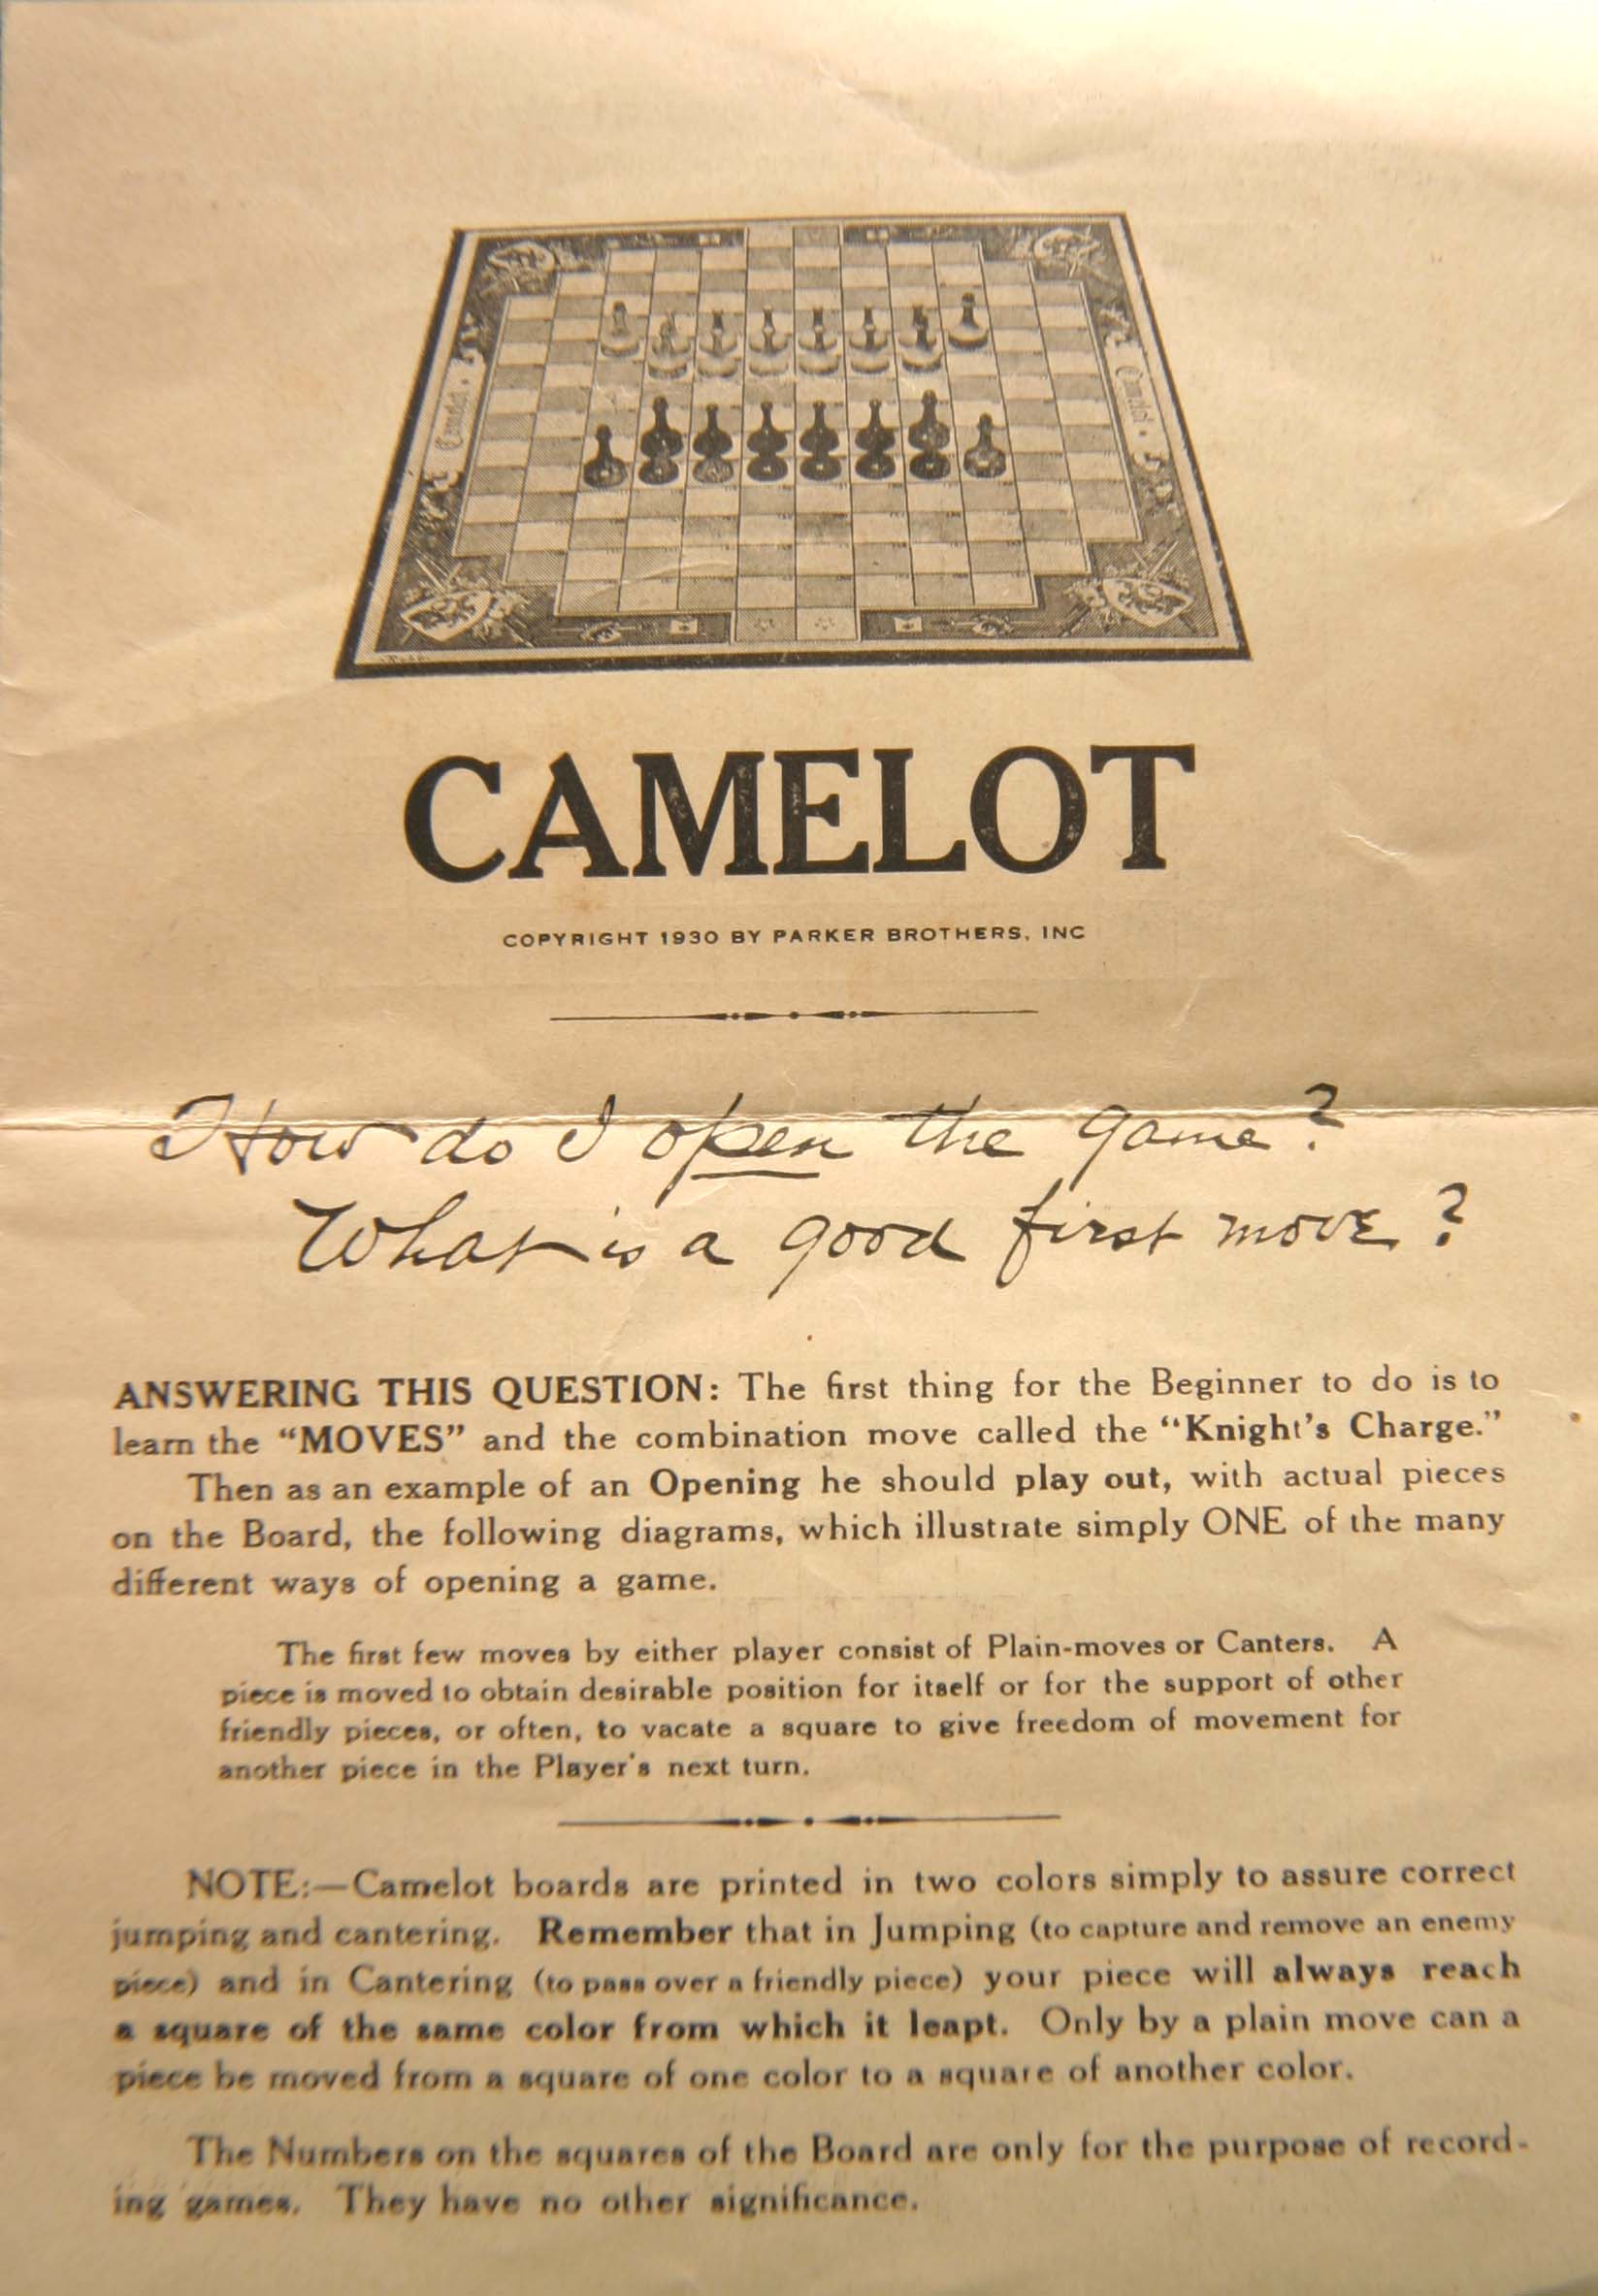 CAMELOT
COPYRIGHT 1930 BY PARKER BROTHERS, INC
How do I open the game?
What is a good first move?
ANSWERING THIS QUESTION: The first thing for the Beginner to do is to
learn the "MOVES" and the combination move called the "Knight's Charge."
Then as an example of an Opening he should play out, with actual pieces
on the Board, the following diagrams, which illustrate simply ONE of the many
different ways of opening a game.
The first few moves by either player consist of Plain-moves or Canters. A
piece is moved to obtain desirable position for itself or for the support of other
friendly pieces, or often, to vacate a square to give freedom of movement for
another piece in the Player's next turn.
NOTE:—Camelot boards are printed in two colors simply to assure correct
jumping and cantering. Remember that in Jumping (to capture and remove an enemy
piece) and in Cantering (to pass over a friendly piece) your piece will always reach
a square of the same color from which it leapt. Only by a plain move can a
piece be moved from a square of one color to a square of another color.
The Numbers on the squares of the Board are only for the purpose of record-
ing games. They have no other significance.